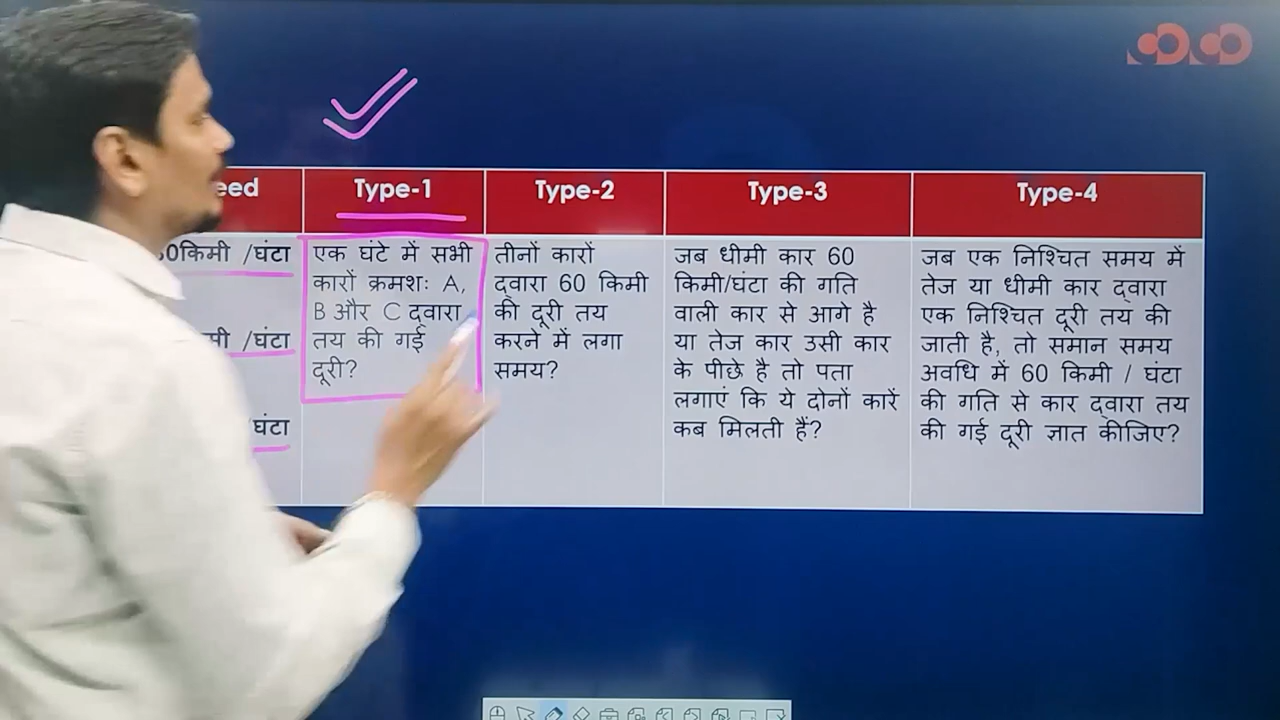 Type-1
Type-2
Type-3
Type-4
/घंटा
/घंटा
घंटा
एक घंटे में सभी
कारों क्रमशः A,
B और C द्वारा
तय की गई
दूरी?
तीनों कारों
द्वारा 60 किमी
की दूरी तय
करने में लगा
समय?
जब धीमी कार 60
किमी/घंटा की गति
वाली कार से आगे है
या तेज कार उसी कार
के पीछे है तो पता
लगाएं कि ये दोनों कारें
कब मिलती हैं?
जब एक निश्चित समय में
तेज या धीमी कार द्वारा
एक निश्चित दूरी तय की
जाती है, तो समान समय
अवधि में 60 किमी / घंटा
की गति से कार द्वारा तय
की गई दूरी ज्ञात कीजिए?